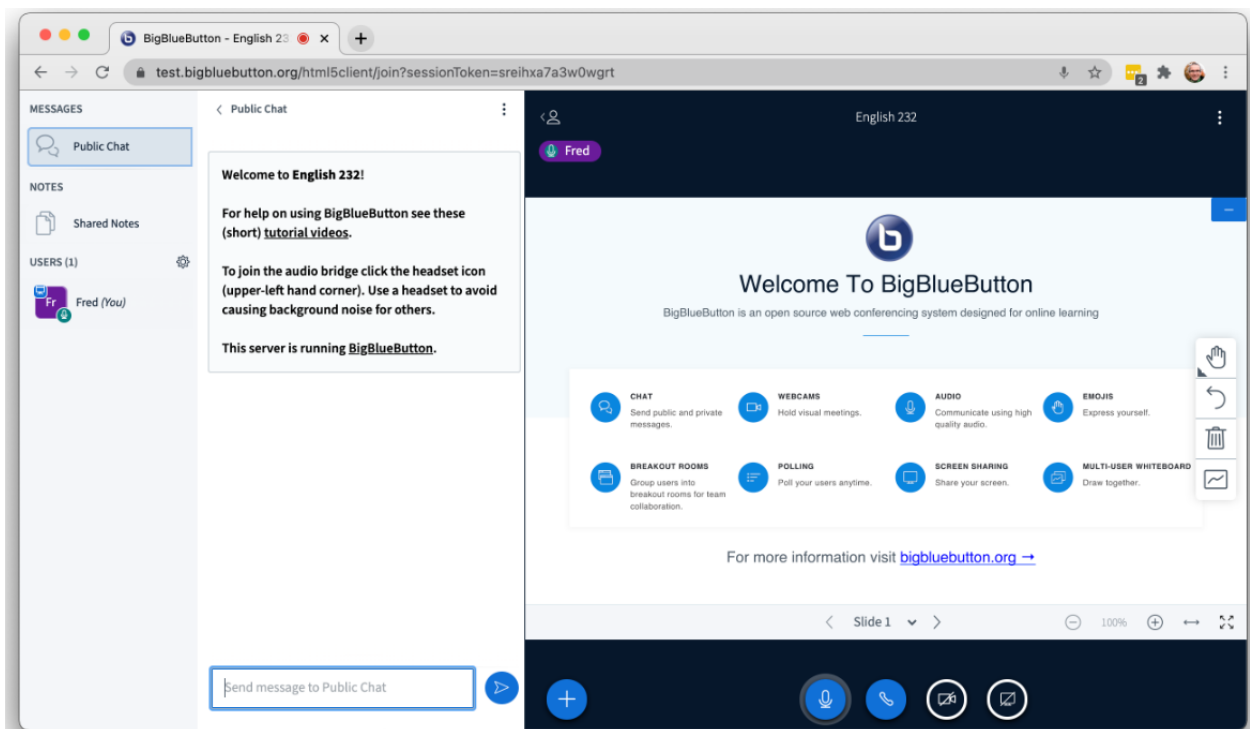 BigBlueButton - English 23
test.bigbluebutton.org/html5client/join?sessionToken=sreihxa7a3w0wgrt
2
MESSAGES
Public Chat
NOTES
Shared Notes
USERS (1)
Fr
Fred (You)
Public Chat
Welcome to English 232!
For help on using BigBlueButton see these
(short) tutorial videos.
To join the audio bridge click the headset icon
(upper-left hand corner). Use a headset to avoid
causing background noise for others.
This server is running BigBlueButton.
Send message to Public Chat
English 232
Fred
b
Welcome To BigBlueButton
BigBlueButton is an open source web conferencing system designed for online learning
CHAT
Send public and private
messages.
WEBCAMS
Hold visual meetings.
AUDIO
Communicate using high
quality audio.
EMOJIS
Express yourself.
BREAKOUT ROOMS
Group users into
breakout rooms for team
collaboration.
POLLING
Poll your users anytime.
SCREEN SHARING
Share your screen.
MULTI-USER WHITEBOARD
Draw together.
For more information visit bigbluebutton.org →
Slide 1
100%